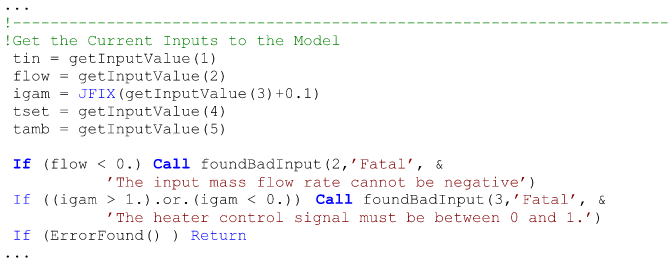 ...
!-----------------------------------------------------------------------
!Get the Current Inputs to the Model
tin = getInputValue(1)
flow = getInputValue(2)
igam = JFIX(getInputValue(3)+0.1)
tset = getInputValue(4)
tamb = getInputValue(5)
If (flow < 0.) Call foundBadInput(2,'Fatal', &
'The input mass flow rate cannot be negative')
If ((igam > 1.).or.(igam < 0.)) Call foundBadInput(3,'Fatal', &
'The heater control signal must be between 0 and 1.')
If (ErrorFound() ) Return
...